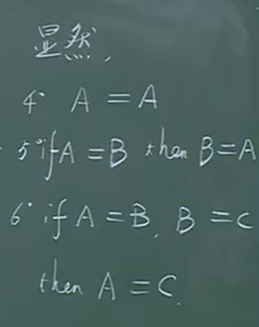 显然,
4° A = A
5° if A = B then B = A
6° if A = B, B = C
then A = C.